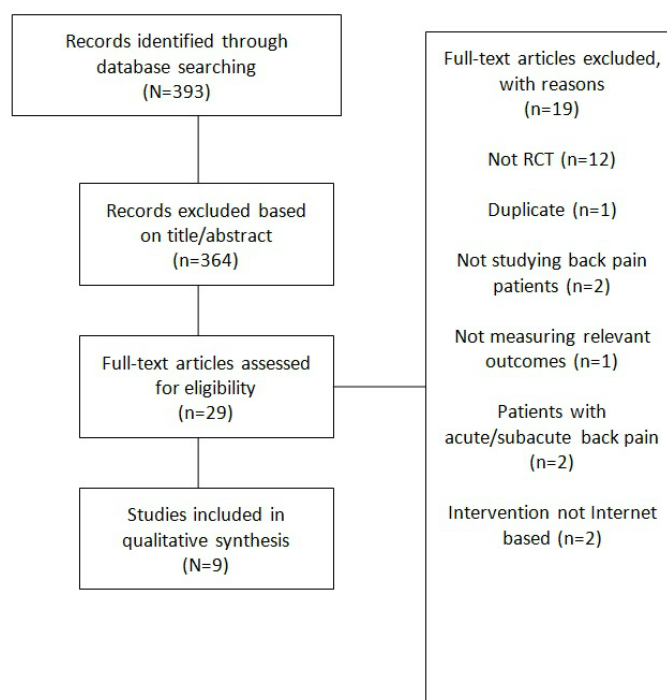 Records identified through
database searching
(N=393)
Records excluded based
on title/abstract
(n=364)
Full-text articles assessed
for eligibility
(n=29)
Studies included in
qualitative synthesis
(N=9)
Full-text articles excluded,
with reasons
(n=19)
Not RCT (n=12)
Duplicate (n=1)
Not studying back pain
patients (n=2)
Not measuring relevant
outcomes (n=1)
Patients with
acute/subacute back pain
(n=2)
Intervention not Internet
based (n=2)